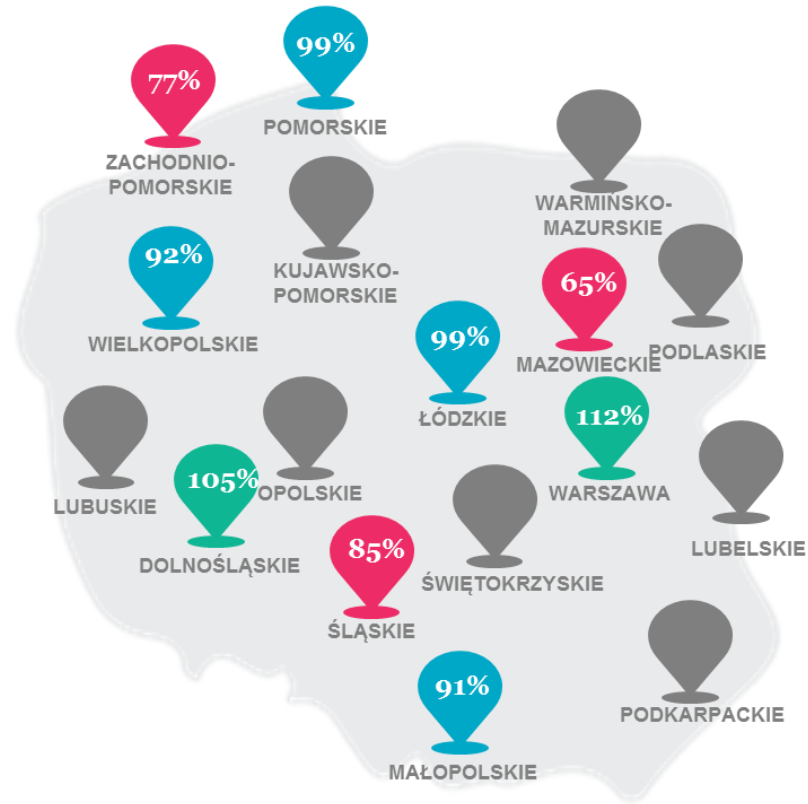 99%
POMORSKIE
77%
ZACHODNIO-
POMORSKIE
WARMIŃSKO-
MAZURSKIE
KUJAWSKO-
POMORSKIE
92%
WIELKOPOLSKIE
65%
MAZOWIECKIE
PODLASKIE
99%
ŁÓDZKIE
112%
WARSZAWA
LUBUSKIE
OPOLSKIE
105%
DOLNOŚLĄSKIE
LUBELSKIE
85%
ŚLĄSKIE
ŚWIĘTOKRZYSKIE
91%
MAŁOPOLSKIE
PODKARPACKIE